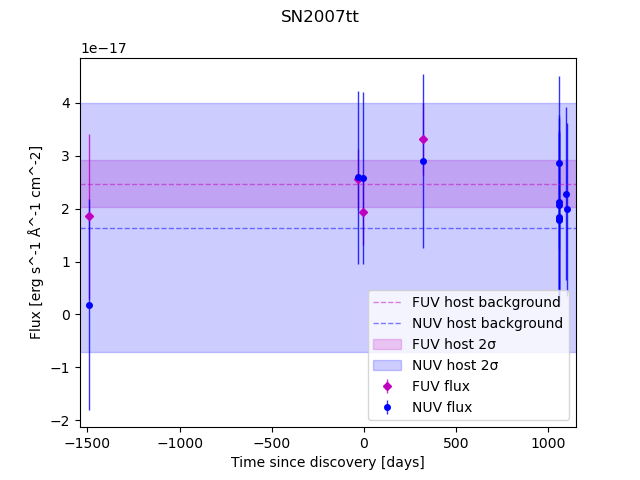 SN2007tt
1e−17
4
3
2
1
0
−1
−2
Flux [erg s^-1 Å^-1 cm^-2]
−1500
−1000
−500
0
500
1000
Time since discovery [days]
FUV host background
NUV host background
FUV host 2σ
NUV host 2σ
FUV flux
NUV flux